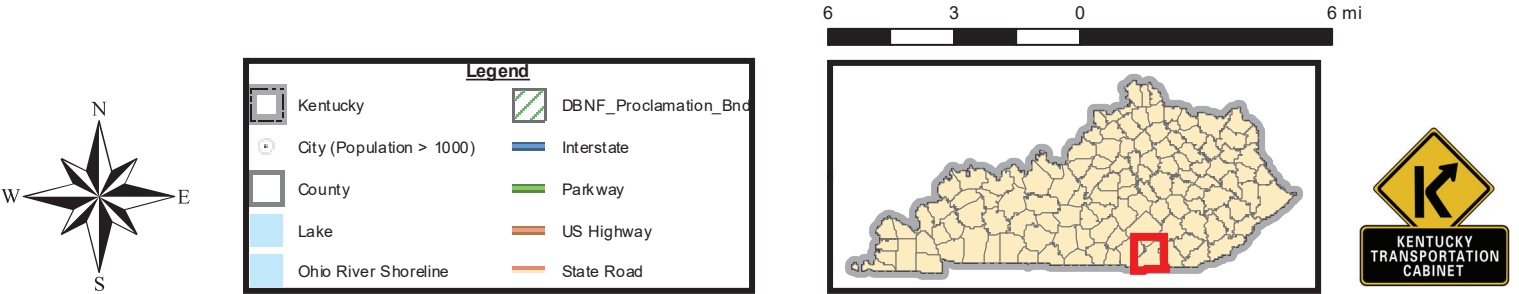 6 3 0 6 mi
Legend
Kentucky
DBNF_Proclamation_Bnd
City (Population > 1000)
Interstate
County
Parkway
Lake
US Highway
Ohio River Shoreline
State Road
N
W
E
S
KENTUCKY
TRANSPORTATION
CABINET